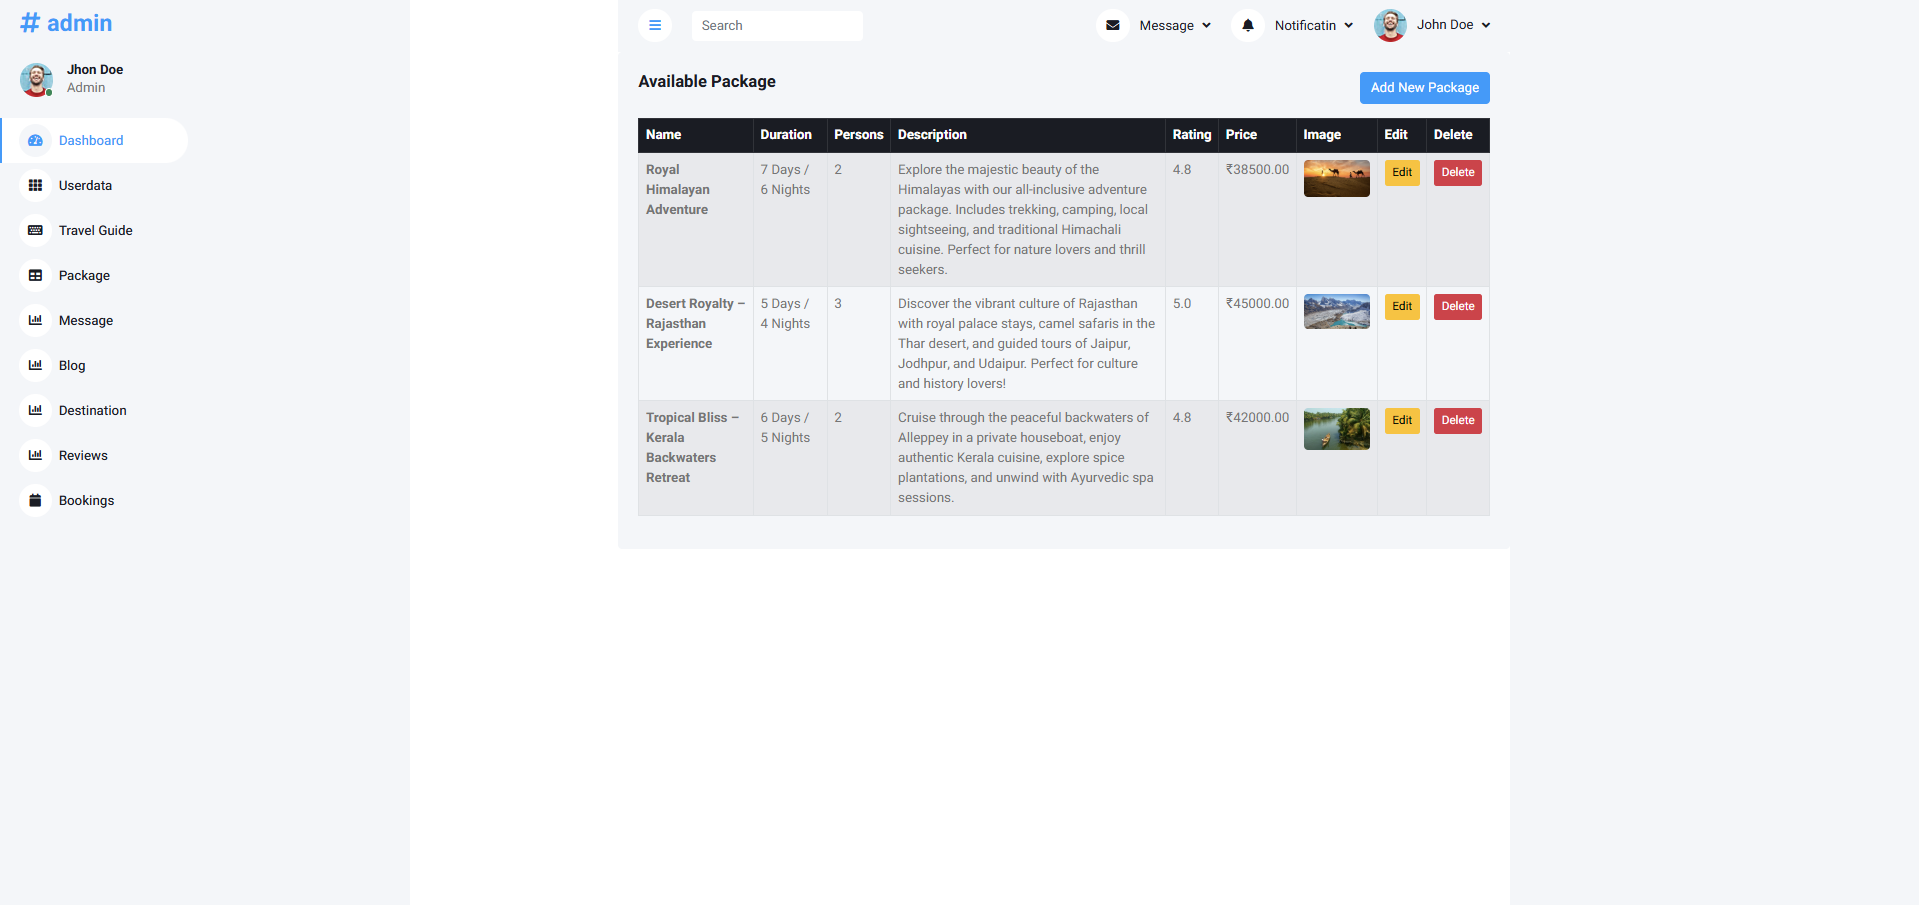 # admin
Jhon Doe
Admin
Dashboard
Userdata
Travel Guide
Package
Message
Blog
Destination
Reviews
Bookings
Search
Message
Notificatin
John Doe
Available Package
Add New Package
Name Duration Persons Description Rating Price Image Edit Delete
Royal 7 Days / 2 Explore the majestic beauty of the 4.8 ₹38500.00 Edit Delete
Himalayan 6 Nights Himalayas with our all-inclusive adventure
Adventure package. Includes trekking, camping, local
sightseeing, and traditional Himachali
cuisine. Perfect for nature lovers and thrill
seekers.
Desert Royalty – 5 Days / 3 Discover the vibrant culture of Rajasthan 5.0 ₹45000.00 Edit Delete
Rajasthan 4 Nights with royal palace stays, camel safaris in the
Experience Thar desert, and guided tours of Jaipur,
Jodhpur, and Udaipur. Perfect for culture
and history lovers!
Tropical Bliss – 6 Days / 2 Cruise through the peaceful backwaters of 4.8 ₹42000.00 Edit Delete
Kerala 5 Nights Alleppey in a private houseboat, enjoy
Backwaters authentic Kerala cuisine, explore spice
Retreat plantations, and unwind with Ayurvedic spa
sessions.